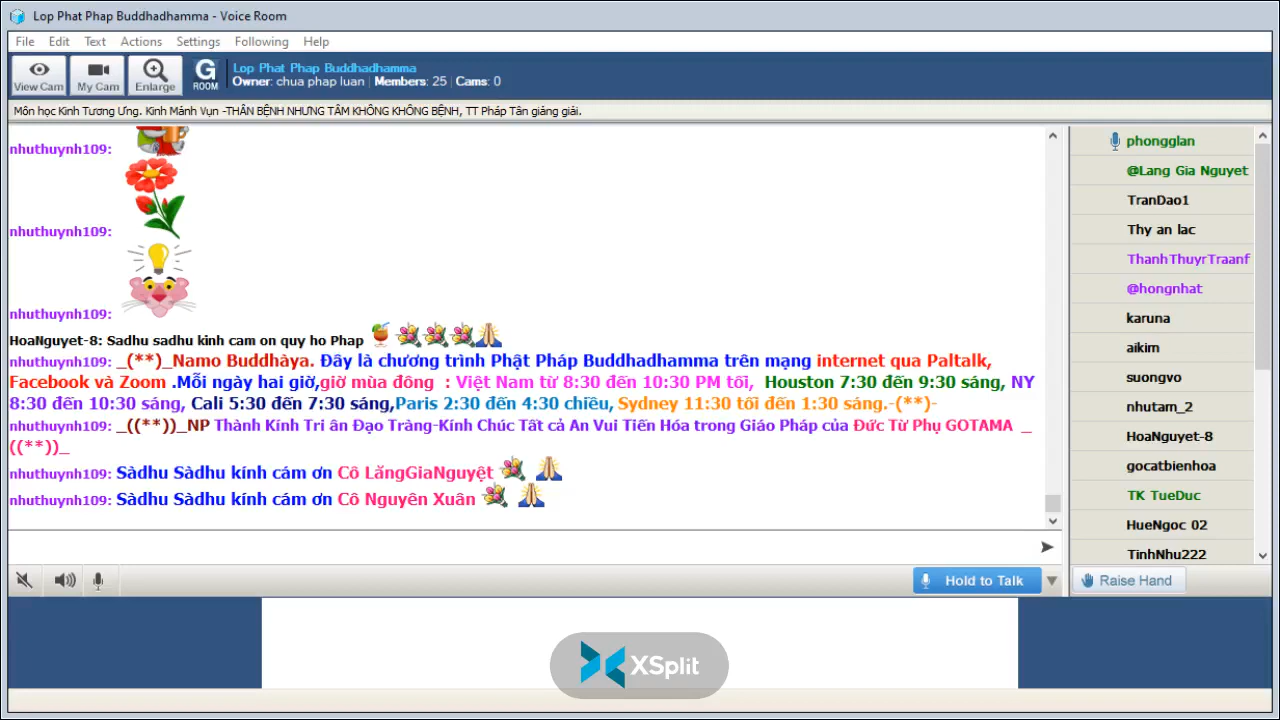 Lop Phat Phap Buddhadhamma - Voice Room
File Edit Text Actions Settings Following Help
View Cam My Cam Enlarge G ROOM
Lop Phat Phap Buddhadhamma
Owner: chua phap luan | Members: 25 | Cams: 0
Môn học Kinh Tương Ưng. Kinh Mánh Vụn -THÂN BỆNH NHƯNG TÂM KHÔNG KHÔNG BỆNH, TT Pháp Tân giảng giải.
nhuthuynh109:
nhuthuynh109:
nhuthuynh109:
HoaNguyet-8: Sadhu sadhu kinh cam on quy ho Phap
nhuthuynh109: _(**)_Namo Buddhàya. Đây là chương trình Phật Pháp Buddhadhamma trên mạng internet qua Paltalk,
Facebook và Zoom .Mỗi ngày hai giờ,giờ mùa đông : Việt Nam từ 8:30 đến 10:30 PM tối, Houston 7:30 đến 9:30 sáng, NY
8:30 đến 10:30 sáng, Cali 5:30 đến 7:30 sáng,Paris 2:30 đến 4:30 chiều, Sydney 11:30 tối đến 1:30 sáng.-(**)-
nhuthuynh109: _((**))_NP Thành Kính Tri ân Đạo Tràng-Kính Chúc Tất cả An Vui Tiến Hóa trong Giáo Pháp của Đức Từ Phụ GOTAMA _
((**))_
nhuthuynh109: Sàdhu Sàdhu kính cám ơn Cô LăngGiaNguyệt
nhuthuynh109: Sàdhu Sàdhu kính cám ơn Cô Nguyên Xuân
phongglan
@Lang Gia Nguyet
TranDao1
Thy an lac
ThanhThuyrTraanf
@hongnhat
karuna
aikim
suongvo
nhutam_2
HoaNguyet-8
gocatbienhoa
TK TueDuc
HueNgoc 02
TinhNhu222
Hold to Talk
Raise Hand
XSplit